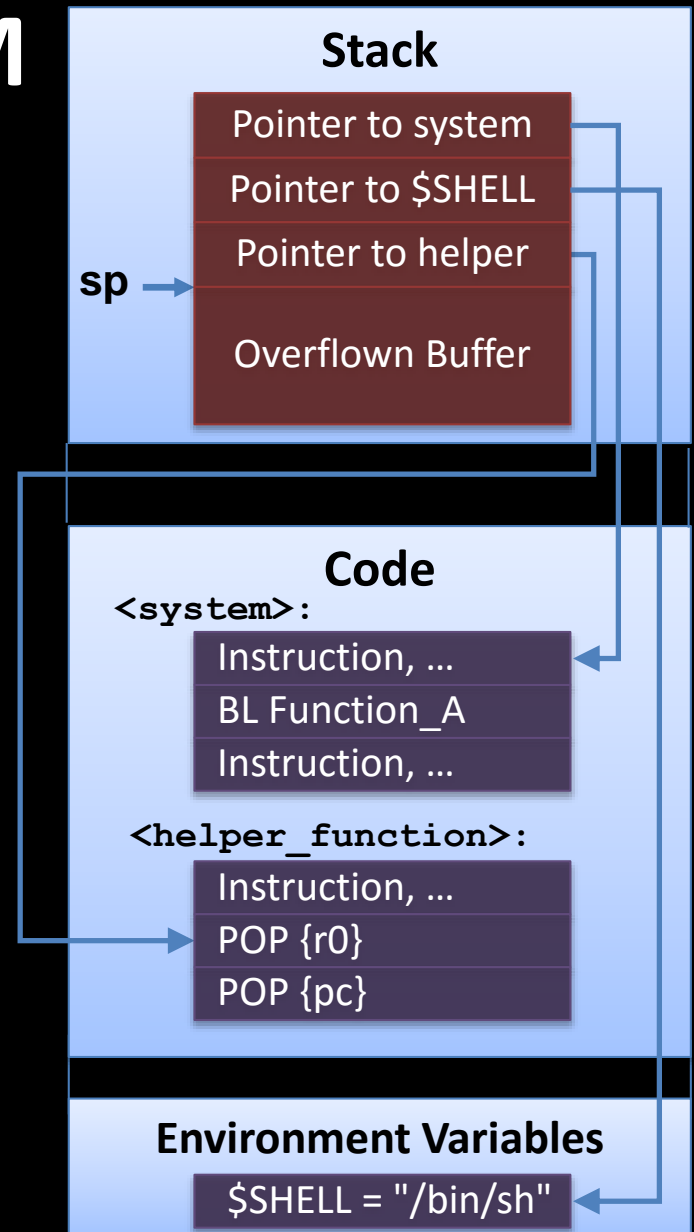 M
Stack
Pointer to system
Pointer to $SHELL
Pointer to helper
sp
Overflown Buffer
Code
<system>:
Instruction, …
BL Function_A
Instruction, …
<helper_function>:
Instruction, …
POP {r0}
POP {pc}
Environment Variables
$SHELL = "/bin/sh"